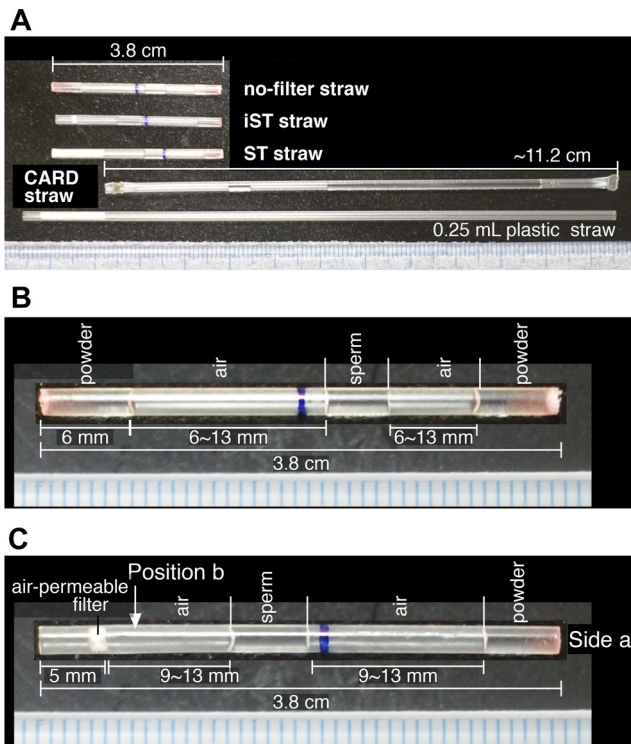 A
3.8 cm
no-filter straw
iST straw
ST straw
~11.2 cm
CARD
straw
0.25 mL plastic straw
B
powder
air
sperm
air
powder
6 mm
6~13 mm
6~13 mm
3.8 cm
C
air-permeable
filter
Position b
air
sperm
air
powder
Side a
5 mm
9~13 mm
9~13 mm
3.8 cm